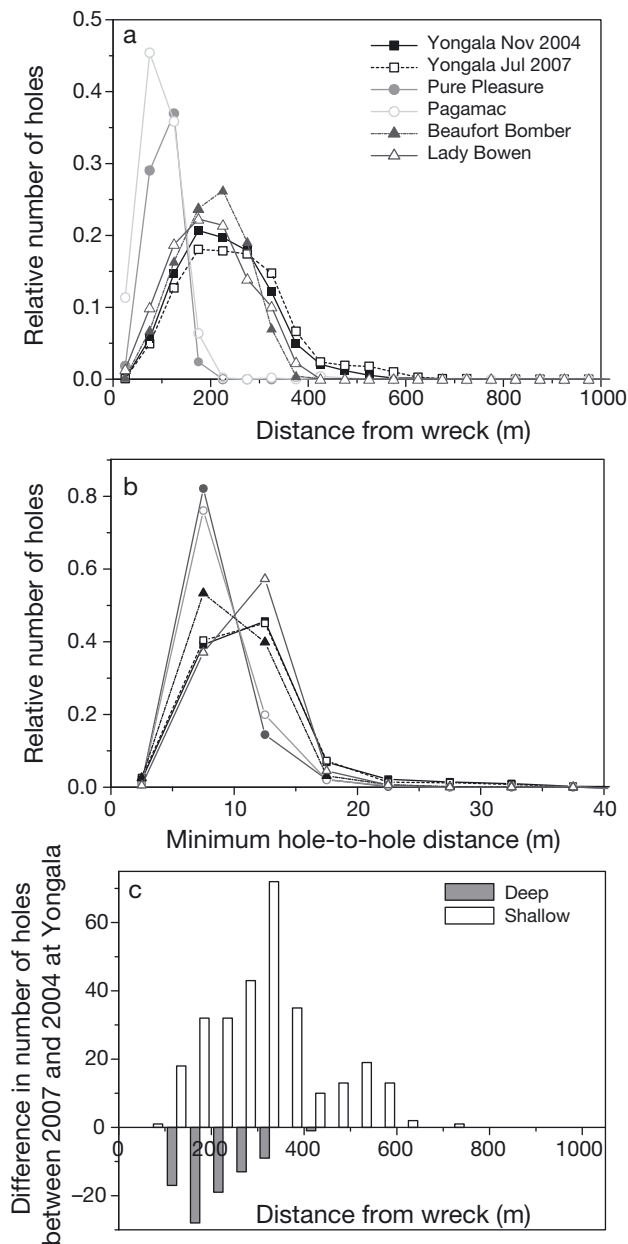 a
0.5
0.4
0.3
0.2
0.1
0.0
Relative number of holes
Yongala Nov 2004
Yongala Jul 2007
Pure Pleasure
Pagamac
Beaufort Bomber
Lady Bowen
0 200 400 600 800 1000
Distance from wreck (m)
b
0.8
0.6
0.4
0.2
0.0
Relative number of holes
0 10 20 30 40
Minimum hole-to-hole distance (m)
c
Deep
Shallow
60
40
20
0
−20
Difference in number of holes
between 2007 and 2004 at Yongala
0 200 400 600 800 1000
Distance from wreck (m)